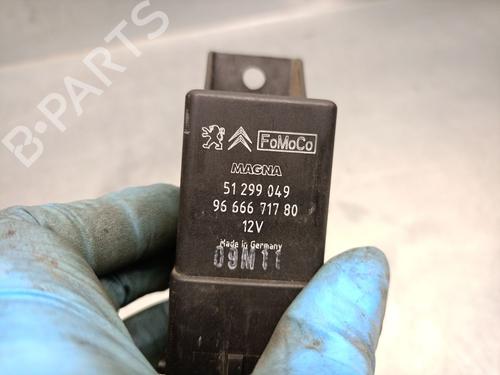 B-PARTS
FoMoCo
MAGNA
51 299 049
96 666 717 80
12V
Made in Germany
09M11